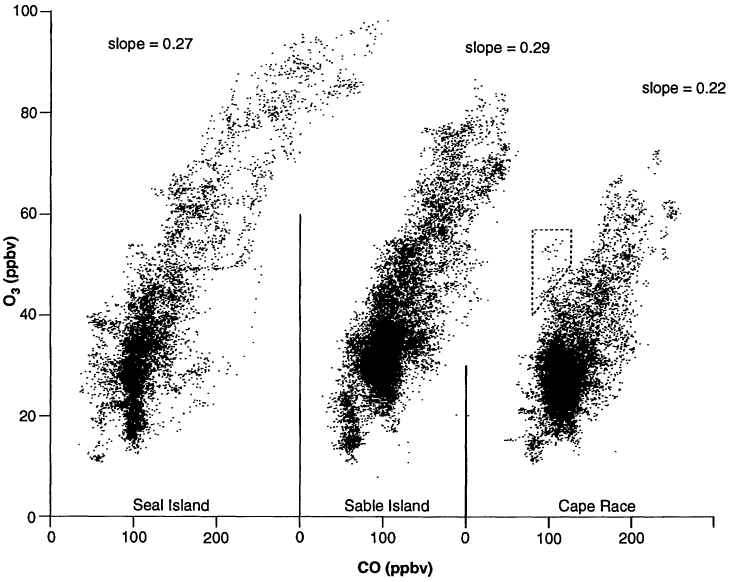 100
slope = 0.27
slope = 0.29
slope = 0.22
80
60
O3 (ppbv)
40
20
0
Seal Island
Sable Island
Cape Race
0 100 200 0 100 0 100 200
CO (ppbv)